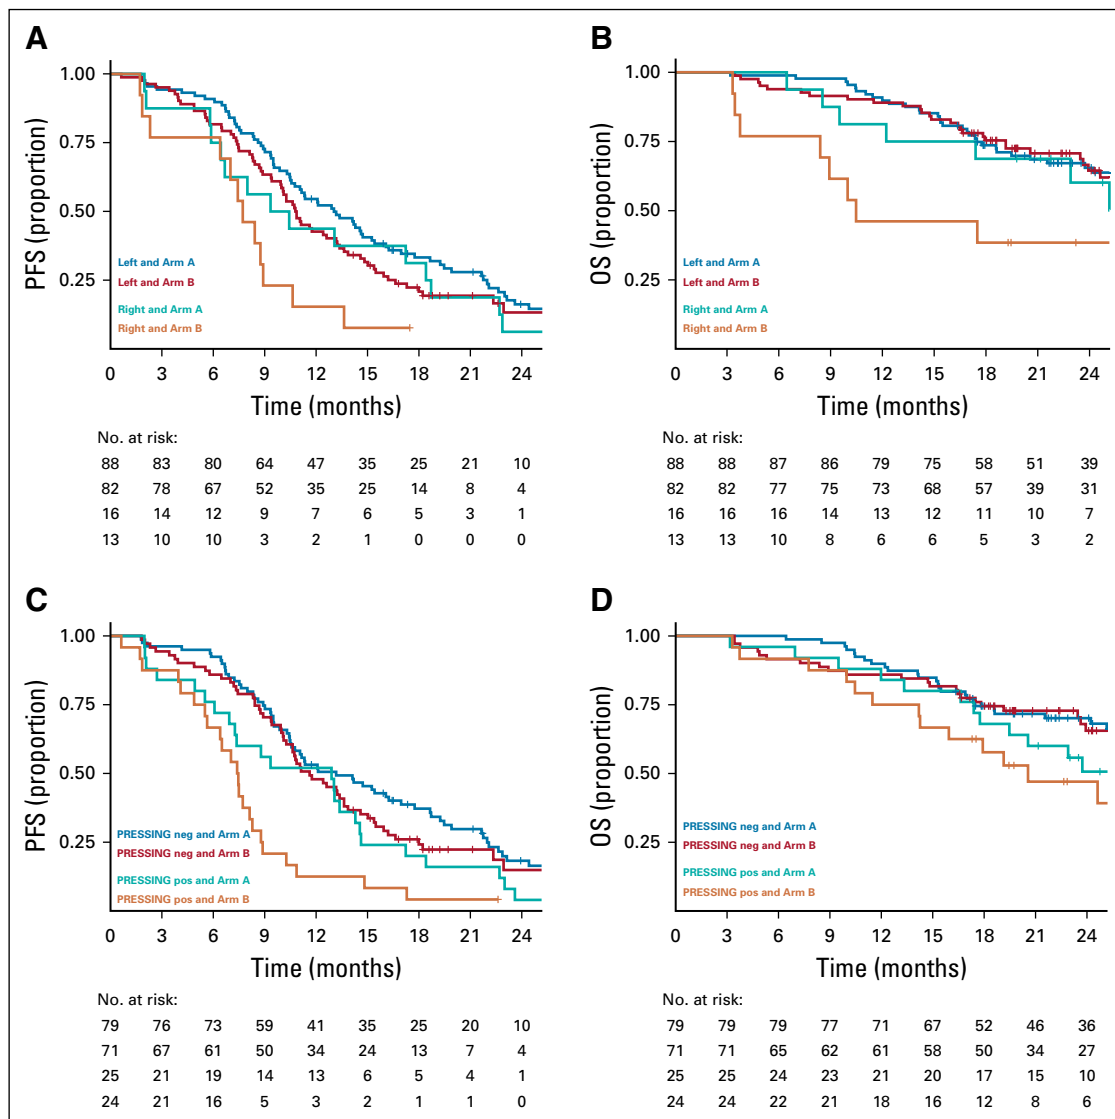 A
PFS (proportion)
1.00
0.75
0.50
0.25
Left and Arm A
Left and Arm B
Right and Arm A
Right and Arm B
0 3 6 9 12 15 18 21 24
Time (months)
No. at risk:
88 83 80 64 47 35 25 21 10
82 78 67 52 35 25 14 8 4
16 14 12 9 7 6 5 3 1
13 10 10 3 2 1 0 0 0
B
OS (proportion)
1.00
0.75
0.50
0.25
Left and Arm A
Left and Arm B
Right and Arm A
Right and Arm B
0 3 6 9 12 15 18 21 24
Time (months)
No. at risk:
88 88 87 86 79 75 58 51 39
82 82 77 75 73 68 57 39 31
16 16 16 14 13 12 11 10 7
13 13 10 8 6 6 5 3 2
C
PFS (proportion)
1.00
0.75
0.50
0.25
PRESSING neg and Arm A
PRESSING neg and Arm B
PRESSING pos and Arm A
PRESSING pos and Arm B
0 3 6 9 12 15 18 21 24
Time (months)
No. at risk:
79 76 73 59 41 35 25 20 10
71 67 61 50 34 24 13 7 4
25 21 19 14 13 6 5 4 1
24 21 16 5 3 2 1 1 0
D
OS (proportion)
1.00
0.75
0.50
0.25
PRESSING neg and Arm A
PRESSING neg and Arm B
PRESSING pos and Arm A
PRESSING pos and Arm B
0 3 6 9 12 15 18 21 24
Time (months)
No. at risk:
79 79 79 77 71 67 52 46 36
71 71 65 62 61 58 50 34 27
25 25 24 23 21 20 17 15 10
24 24 22 21 18 16 12 8 6